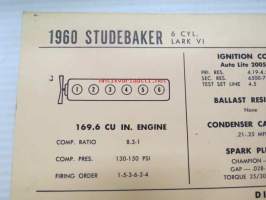 1960 STUDEBAKER
6 CYL.
LARK VI
1 2 3 4 5 6
169.6 CU IN. ENGINE
COMP. RATIO 8.3-1
COMP. PRES. 130-150 PSI
FIRING ORDER 1-5-3-6-2-4
IGNITION CO
Auto Lite 2005
PRI. RES. 4.19-4.
SEC. RES. 6500-7
TEST SET LINE 4.5
BALLAST RESI
None
CONDENSER CA
.21-.25 MF
SPARK PLU
CHAMPION -
GAP — .028-
TORQUE 25/30
D I